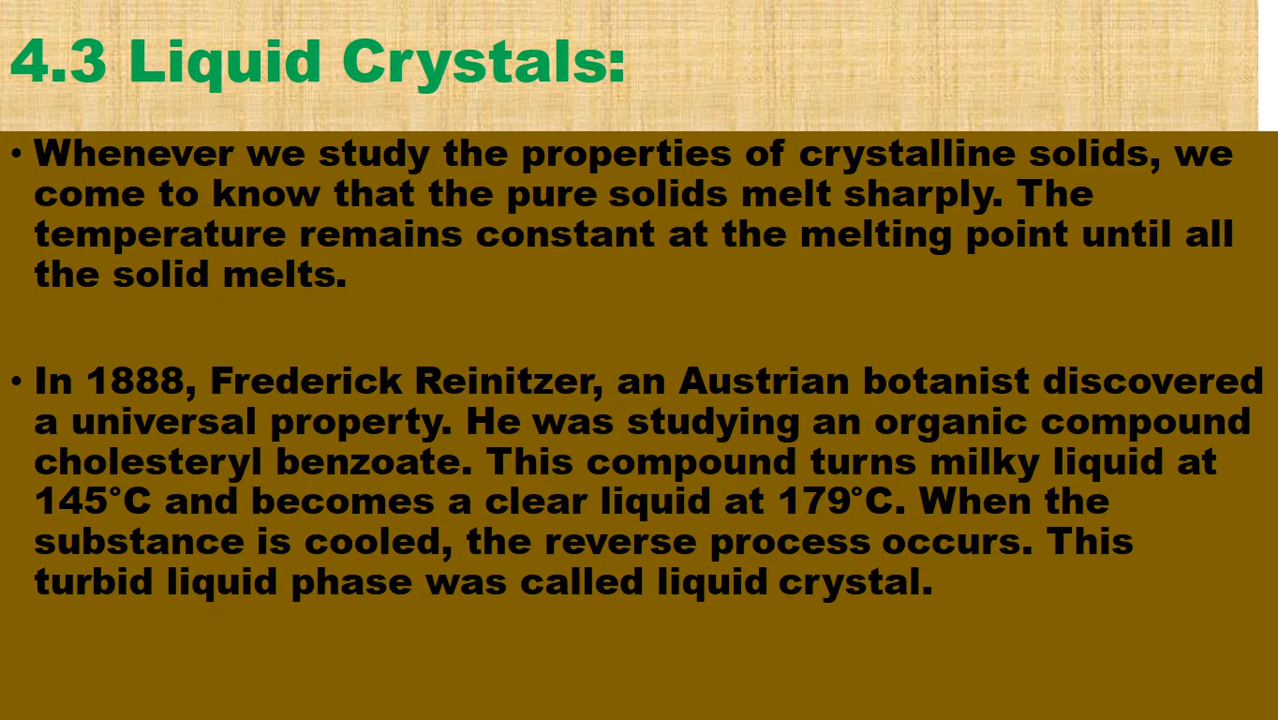 4.3 Liquid Crystals:
• Whenever we study the properties of crystalline solids, we
come to know that the pure solids melt sharply. The
temperature remains constant at the melting point until all
the solid melts.
• In 1888, Frederick Reinitzer, an Austrian botanist discovered
a universal property. He was studying an organic compound
cholesteryl benzoate. This compound turns milky liquid at
145°C and becomes a clear liquid at 179°C. When the
substance is cooled, the reverse process occurs. This
turbid liquid phase was called liquid crystal.